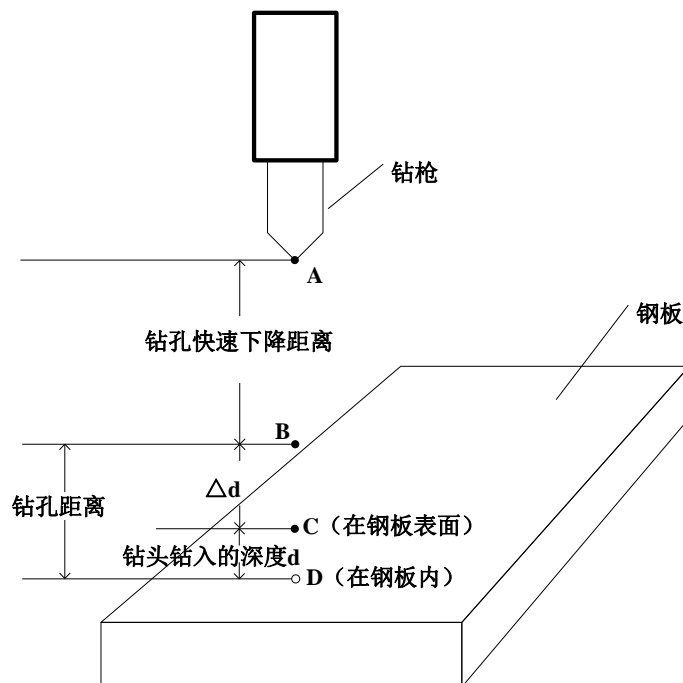 钻枪
A
钢板
钻孔快速下降距离
B
△d
钻孔距离
C（在钢板表面）
钻头钻入的深度d
D（在钢板内）